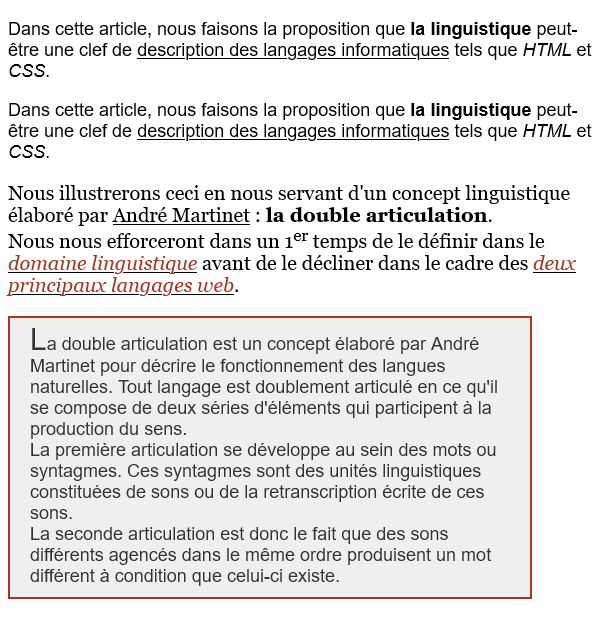 Dans cette article, nous faisons la proposition que la linguistique peut-
être une clef de description des langages informatiques tels que HTML et
CSS.
Dans cette article, nous faisons la proposition que la linguistique peut-
être une clef de description des langages informatiques tels que HTML et
CSS.
Nous illustrerons ceci en nous servant d'un concept linguistique
élaboré par André Martinet : la double articulation.
Nous nous efforceront dans un 1er temps de le définir dans le
domaine linguistique avant de le décliner dans le cadre des deux
principaux langages web.
La double articulation est un concept élaboré par André
Martinet pour décrire le fonctionnement des langues
naturelles. Tout langage est doublement articulé en ce qu'il
se compose de deux séries d'éléments qui participent à la
production du sens.
La première articulation se développe au sein des mots ou
syntagmes. Ces syntagmes sont des unités linguistiques
constituées de sons ou de la retranscription écrite de ces
sons.
La seconde articulation est donc le fait que des sons
différents agencés dans le même ordre produisent un mot
différent à condition que celui-ci existe.